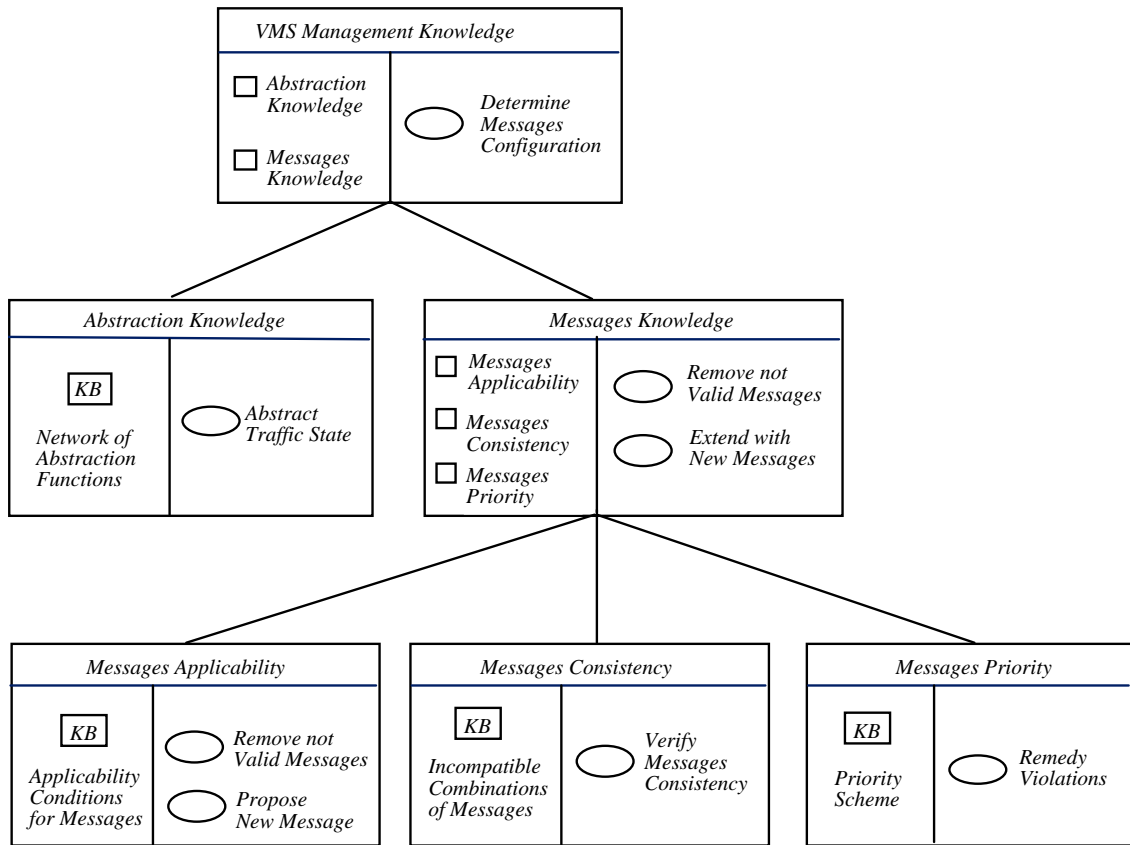 VMS Management Knowledge
Abstraction
Knowledge
Messages
Knowledge
Determine
Messages
Configuration
Abstraction Knowledge
KB
Network of
Abstraction
Functions
Abstract
Traffic State
Messages Knowledge
Messages
Applicability
Messages
Consistency
Messages
Priority
Remove not
Valid Messages
Extend with
New Messages
Messages Applicability
KB
Applicability
Conditions
for Messages
Remove not
Valid Messages
Propose
New Message
Messages Consistency
KB
Incompatible
Combinations
of Messages
Verify
Messages
Consistency
Messages Priority
KB
Priority
Scheme
Remedy
Violations